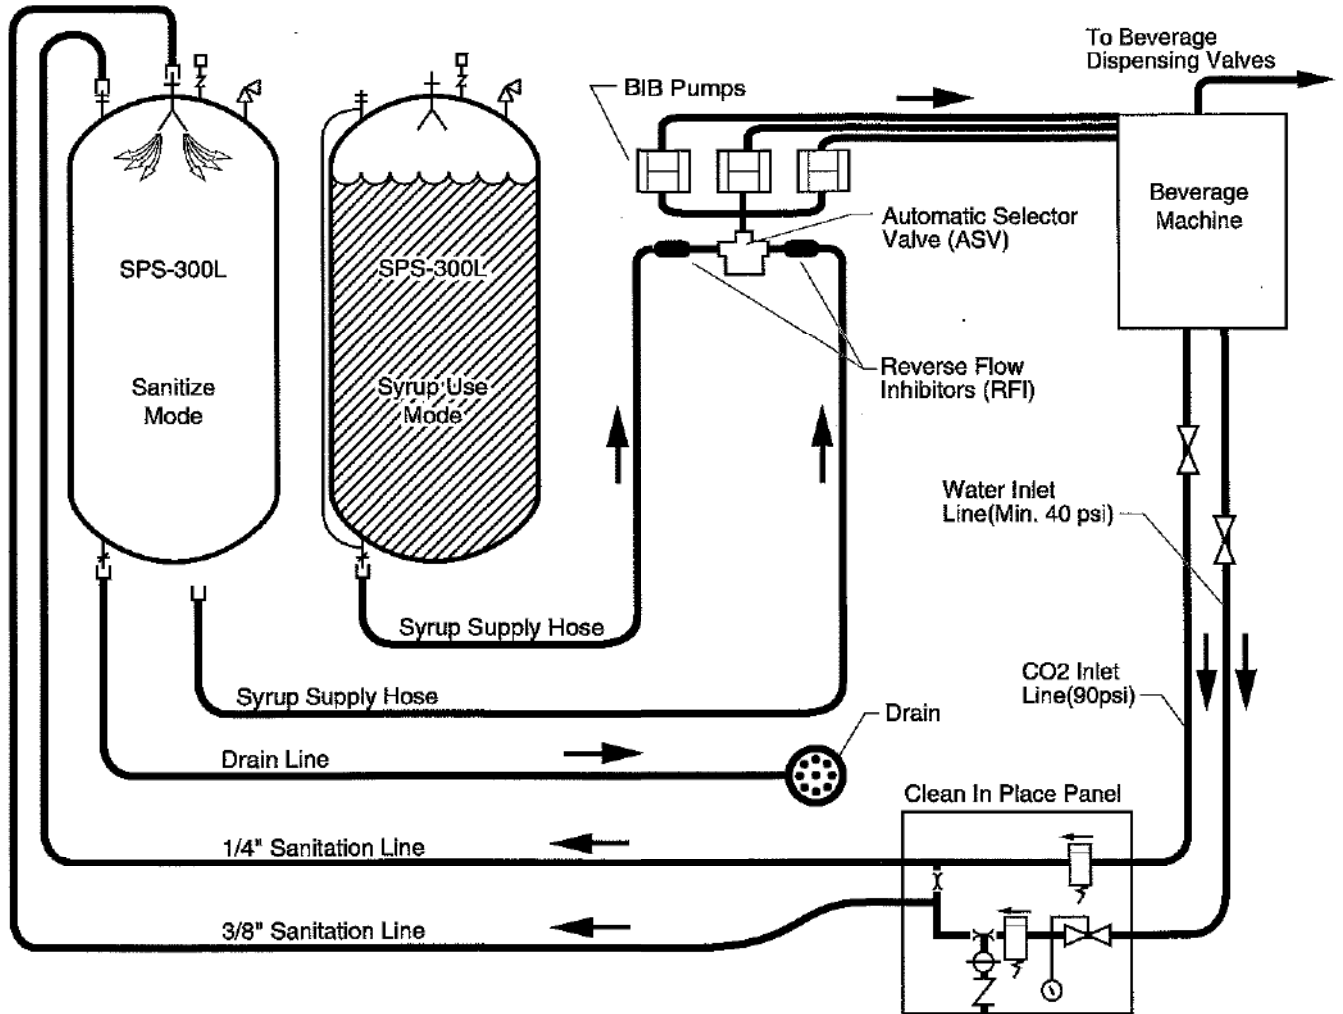 To Beverage
Dispensing Valves
BIB Pumps
Beverage
Machine
Automatic Selector
Valve (ASV)
SPS-300L
SPS-300L
Reverse Flow
Inhibitors (RFI)
Sanitize
Mode
Syrup Use
Mode
Water Inlet
Line(Min. 40 psi)
Syrup Supply Hose
CO2 Inlet
Line(90psi)
Syrup Supply Hose
Drain
Drain Line
Clean In Place Panel
1/4" Sanitation Line
3/8" Sanitation Line